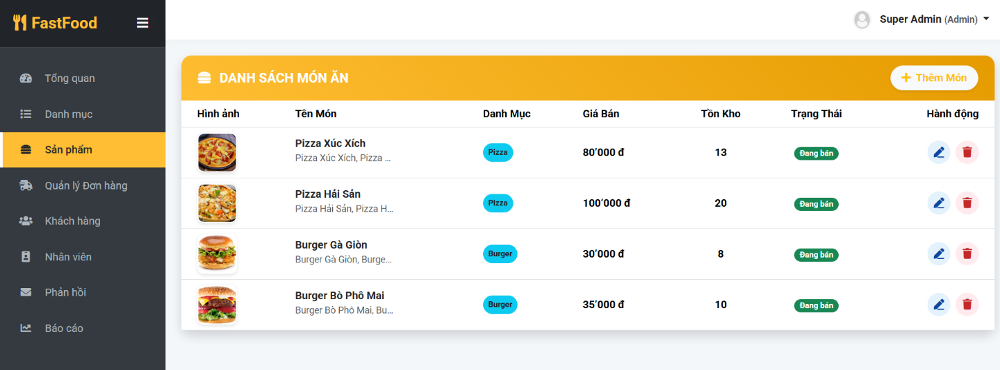 FastFood
Super Admin (Admin)
Tổng quan
Danh mục
Sản phẩm
Quản lý Đơn hàng
Khách hàng
Nhân viên
Phản hồi
Báo cáo
DANH SÁCH MÓN ĂN
Thêm Món
Hình ảnh Tên Món Danh Mục Giá Bán Tồn Kho Trạng Thái Hành động
Pizza Xúc Xích
Pizza Xúc Xích, Pizza ...
Pizza 80’000 đ 13 Đang bán
Pizza Hải Sản
Pizza Hải Sản, Pizza H...
Pizza 100’000 đ 20 Đang bán
Burger Gà Giòn
Burger Gà Giòn, Burge...
Burger 30’000 đ 8 Đang bán
Burger Bò Phô Mai
Burger Bò Phô Mai, Bu...
Burger 35’000 đ 10 Đang bán